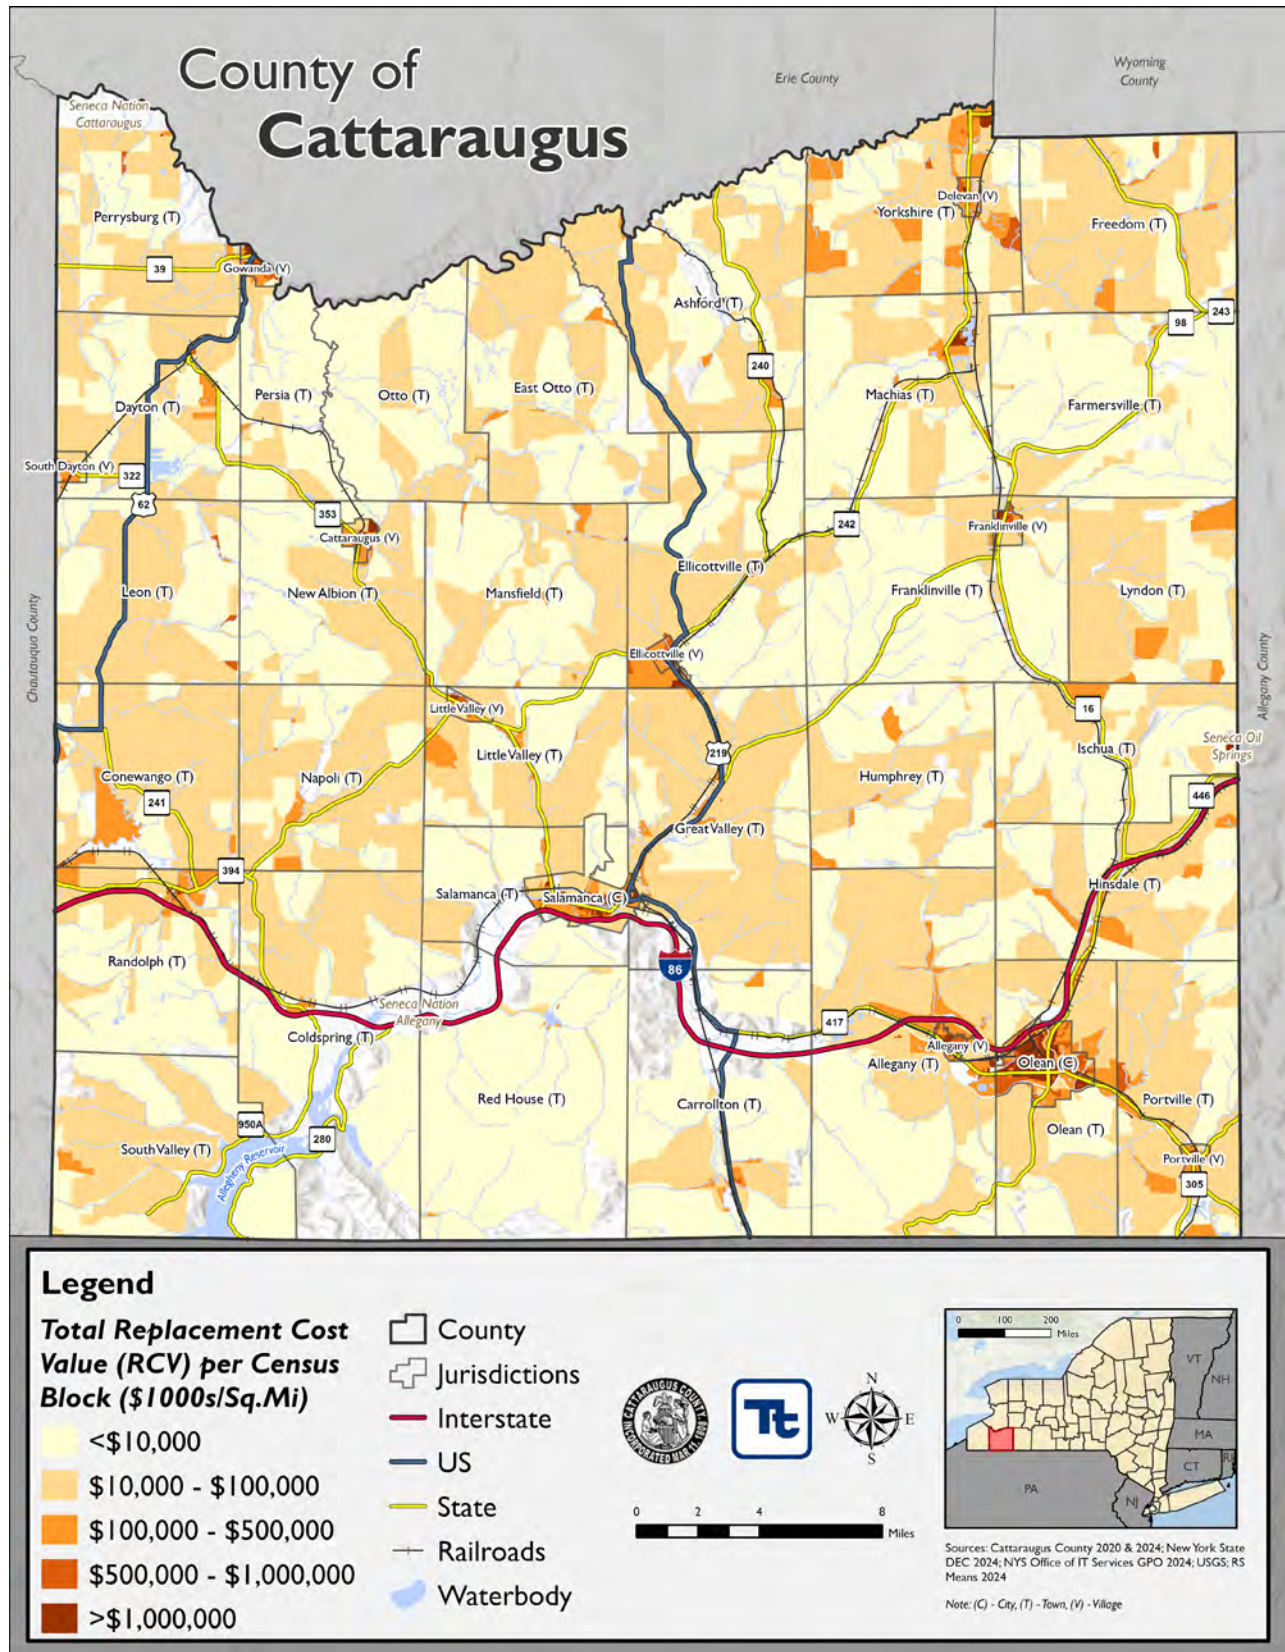 County of
Cattaraugus
Erie County
Wyoming
County
Seneca Nation
Cattaraugus
Perrysburg (T)
Delevan (V)
Yorkshire (T)
Freedom (T)
39
Gowanda (V)
Ashford (T)
243
98
240
Persia (T)
Otto (T)
East Otto (T)
Machias (T)
Dayton (T)
Farmersville (T)
South Dayton (V)
322
62
353
242
Cattaraugus (V)
Franklinville (V)
Ellicottville (T)
Leon (T)
New Albion (T)
Mansfield (T)
Franklinville (T)
Lyndon (T)
Chautauqua County
Allegany County
Ellicottville (V)
Little Valley (V)
16
Seneca Oil
Springs
Little Valley (T)
219
Ischua (T)
Conewango (T)
Napoli (T)
Humphrey (T)
241
446
Great Valley (T)
394
Hinsdale (T)
Salamanca (T)
Salamanca (C)
Randolph (T)
86
Seneca Nation
Allegany
417
Coldspring (T)
Allegany (V)
Allegany (T)
Olean (C)
Red House (T)
Carrollton (T)
Portville (T)
950A
280
Olean (T)
South Valley (T)
Allegheny Reservoir
Portville (V)
305
Legend
Total Replacement Cost
Value (RCV) per Census
Block ($1000s/Sq.Mi)
<$10,000
$10,000 - $100,000
$100,000 - $500,000
$500,000 - $1,000,000
>$1,000,000
County
Jurisdictions
Interstate
US
State
Railroads
Waterbody
CATTARAUGUS COUNTY,
INCORPORATED MAR. 11, 1808
Tt
N
W E
S
0 2 4 8
Miles
0 100 200
Miles
VT
NH
MA
CT
RI
PA
NJ
Sources: Cattaraugus County 2020 & 2024; New York State
DEC 2024; NYS Office of IT Services GPO 2024; USGS; RS
Means 2024
Note: (C) - City, (T) - Town, (V) - Village